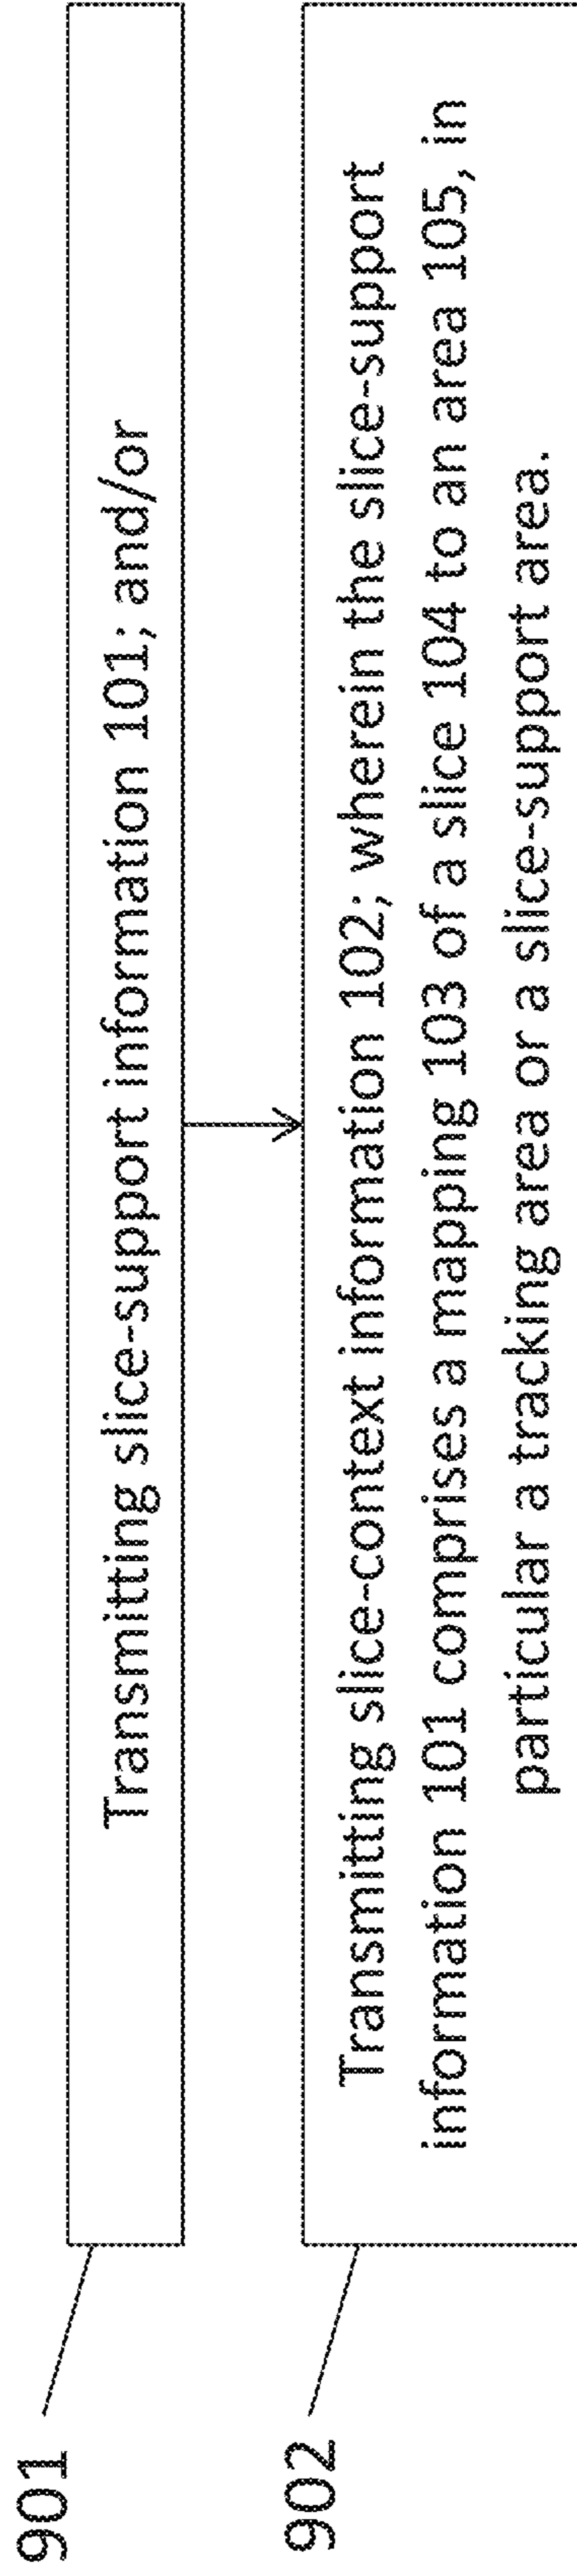 901
Transmitting slice-support information 101; and/or
902
Transmitting slice-context information 102; wherein the slice-support
information 101 comprises a mapping 103 of a slice 104 to an area 105, in
particular a tracking area or a slice-support area.